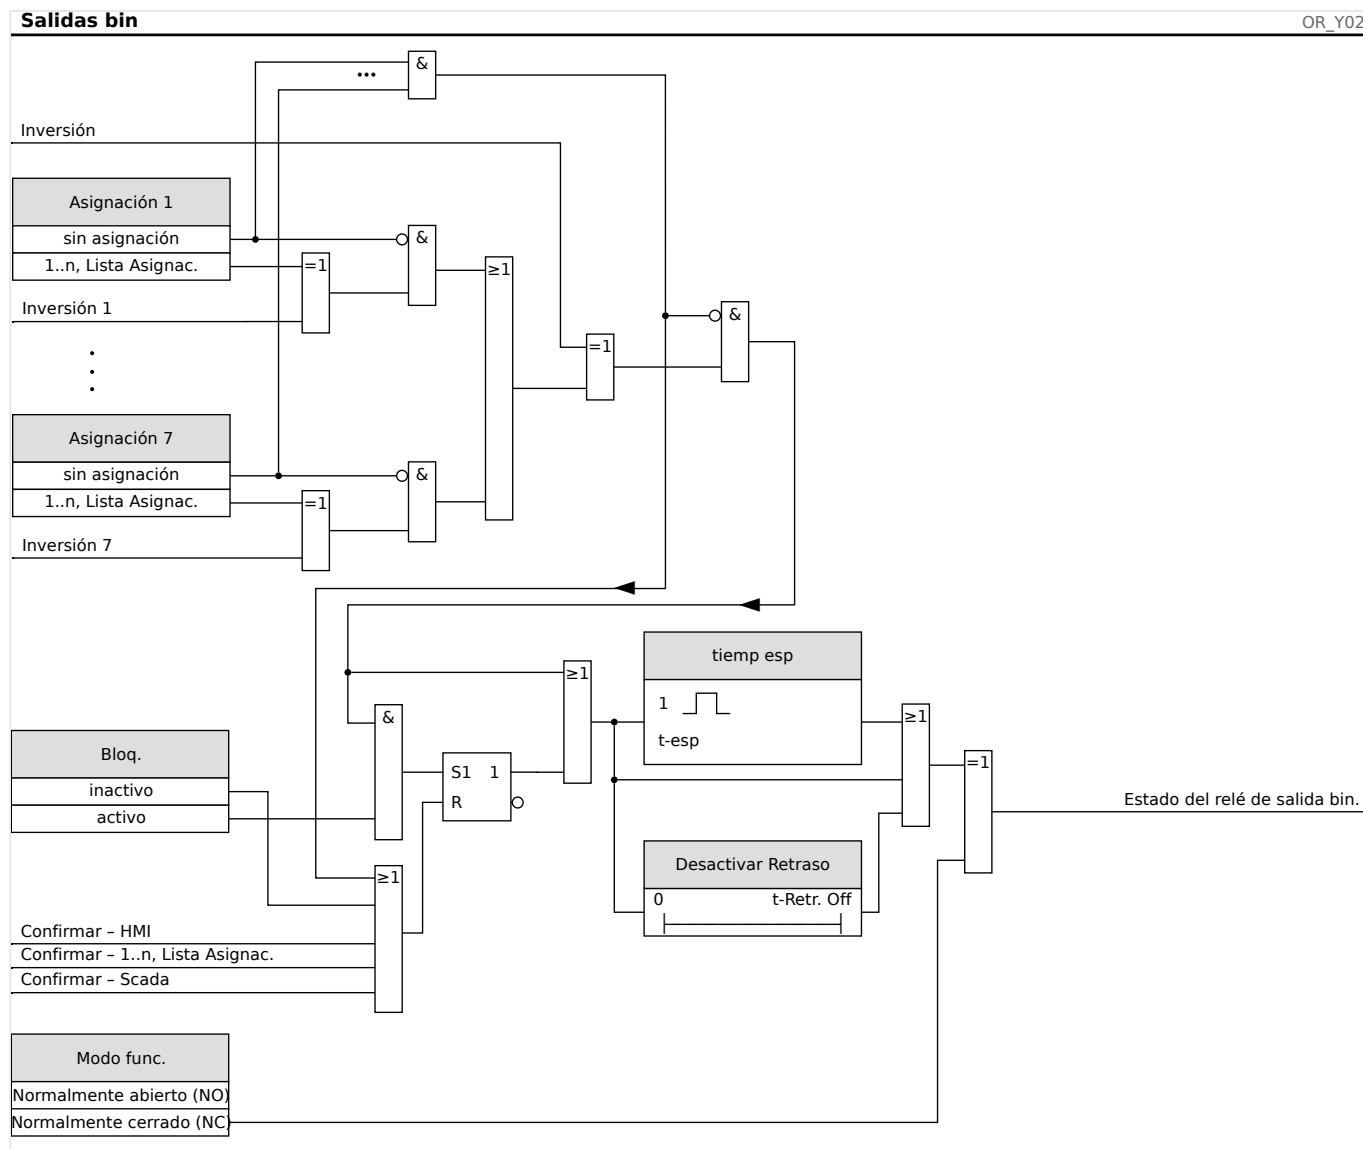 Salidas bin
OR_Y02
&
...
Inversión
Asignación 1
sin asignación
&
1..n, Lista Asignac.
=1
≥1
Inversión 1
&
=1
Asignación 7
sin asignación
&
1..n, Lista Asignac.
=1
Inversión 7
tiemp esp
≥1
1
&
≥1
t-esp
Bloq.
=1
S1 1
inactivo
Estado del relé de salida bin.
R
activo
Desactivar Retraso
≥1
0 t-Retr. Off
Confirmar – HMI
Confirmar – 1..n, Lista Asignac.
Confirmar – Scada
Modo func.
Normalmente abierto (NO)
Normalmente cerrado (NC)